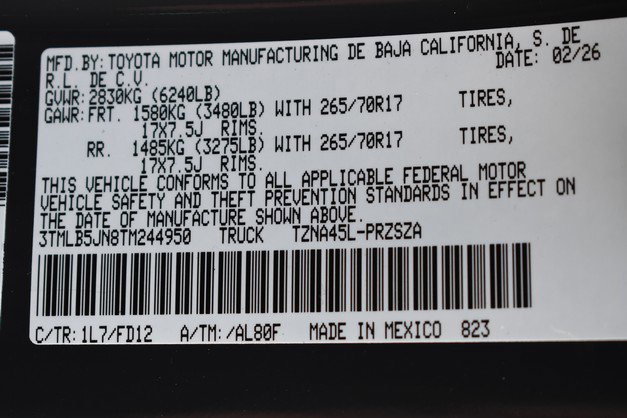 MFD. BY: TOYOTA MOTOR MANUFACTURING DE BAJA CALIFORNIA, S. DE
R.L. DE C.V. DATE: 02/26
GVWR: 2830KG (6240LB)
GAWR: FRT. 1580KG (3480LB) WITH 265/70R17 TIRES,
17X7.5J RIMS.
RR. 1485KG (3275LB) WITH 265/70R17 TIRES,
17X7.5J RIMS.
THIS VEHICLE CONFORMS TO ALL APPLICABLE FEDERAL MOTOR
VEHICLE SAFETY AND THEFT PREVENTION STANDARDS IN EFFECT ON
THE DATE OF MANUFACTURE SHOWN ABOVE.
3TMLB5JN8TM244950 TRUCK TZNA45L-PRZSZA
C/TR: 1L7/FD12 A/TM: /AL80F MADE IN MEXICO 823